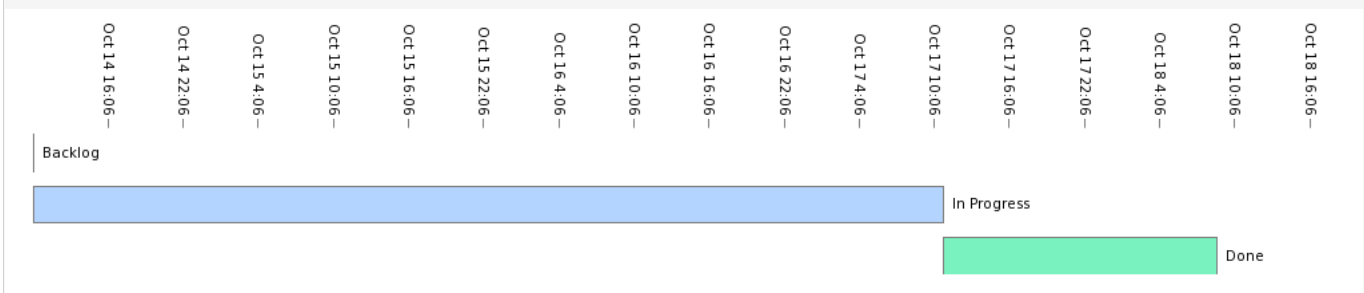 Oct 14 16:06
Oct 14 22:06
Oct 15 4:06
Oct 15 10:06
Oct 15 16:06
Oct 15 22:06
Oct 16 4:06
Oct 16 10:06
Oct 16 16:06
Oct 16 22:06
Oct 17 4:06
Oct 17 10:06
Oct 17 16:06
Oct 17 22:06
Oct 18 4:06
Oct 18 10:06
Oct 18 16:06
Backlog
In Progress
Done